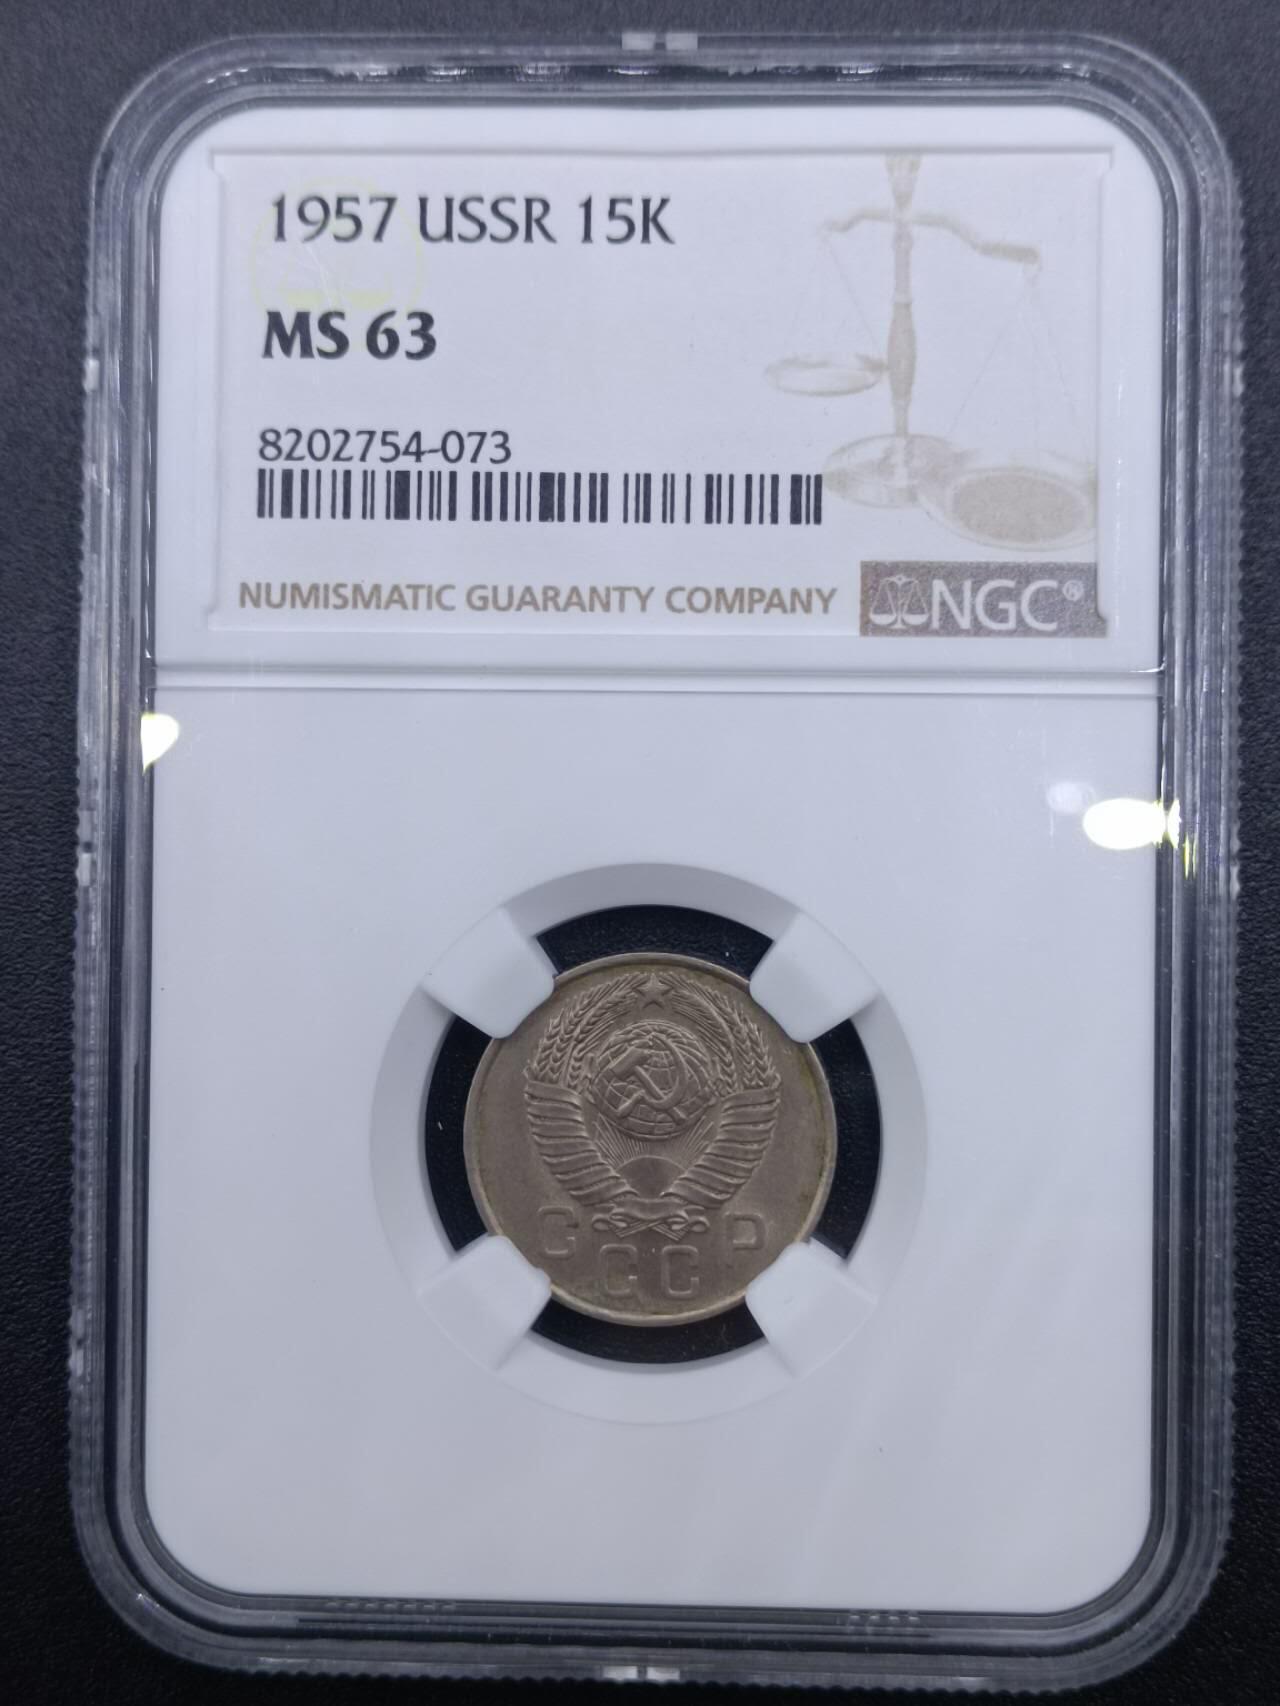 1957 USSR 15K
MS 63
8202754-073
NUMISMATIC GUARANTY COMPANY
NGC®
СССР